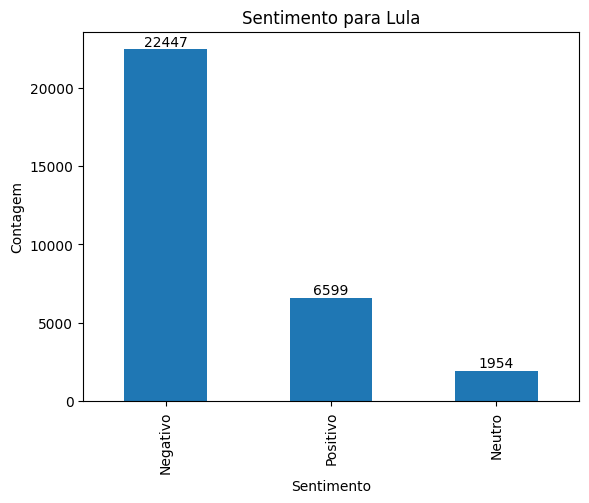 Sentimento para Lula
22447
20000
15000
Contagem
10000
6599
5000
1954
0
Negativo
Positivo
Neutro
Sentimento